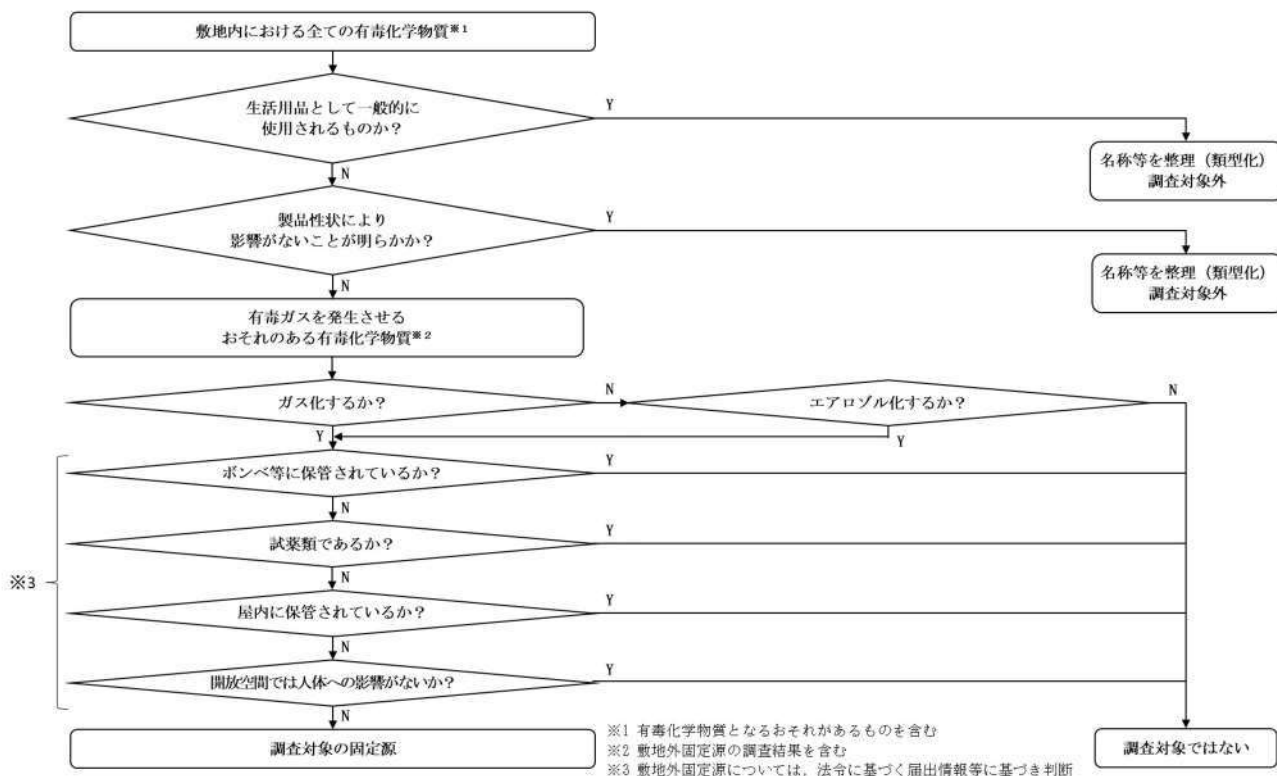 敷地内における全ての有毒化学物質※1
生活用品として一般的に
使用されるものか？
Y
名称等を整理（類型化）
調査対象外
N
製品性状により
影響がないことが明らかか？
Y
名称等を整理（類型化）
調査対象外
N
有毒ガスを発生させる
おそれのある有毒化学物質※2
ガス化するか？
N
エアロゾル化するか？
N
Y
Y
ボンベ等に保管されているか？
Y
N
試薬類であるか？
Y
N
※3
屋内に保管されているか？
Y
N
開放空間では人体への影響がないか？
Y
N
調査対象の固定源
※1 有毒化学物質となるおそれがあるものを含む
※2 敷地外固定源の調査結果を含む
※3 敷地外固定源については、法令に基づく届出情報等に基づき判断
調査対象ではない